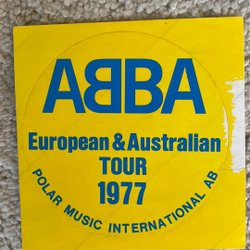 ABBA
European & Australian
TOUR
1977
POLAR MUSIC INTERNATIONAL AB